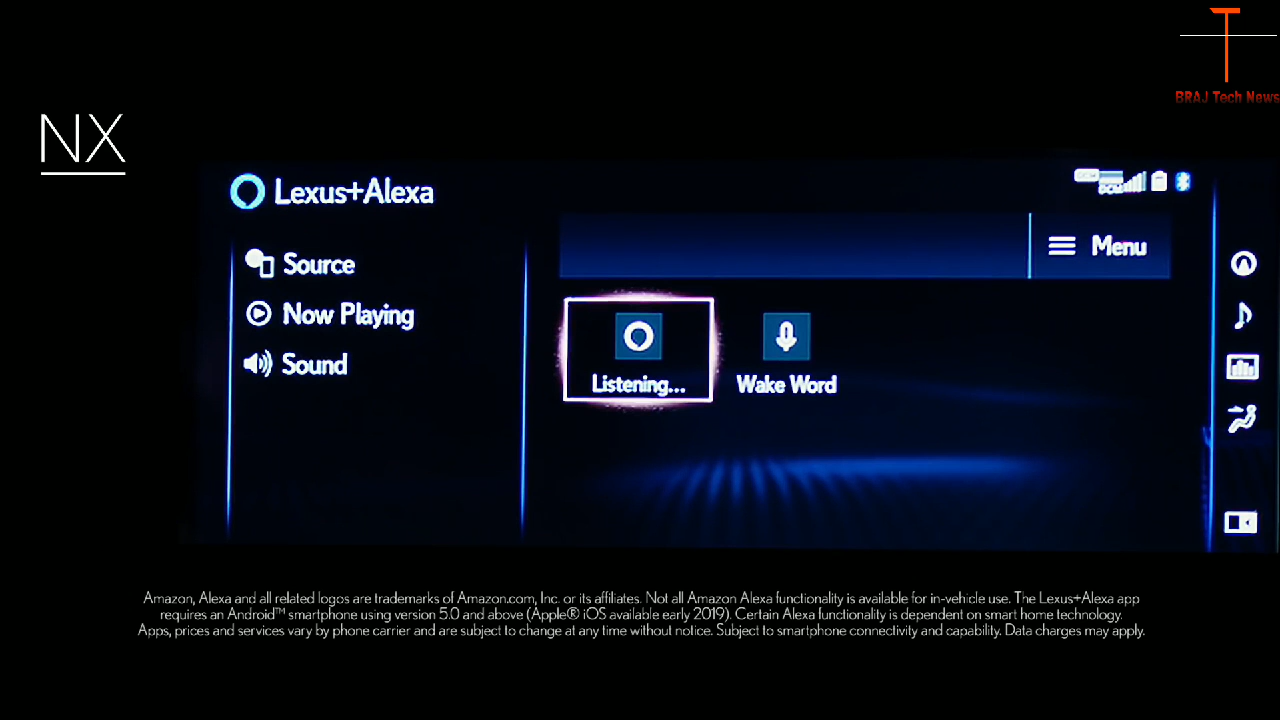 BRAJ Tech News
NX
Lexus+Alexa
Source
Now Playing
Sound
Menu
Listening...
Wake Word
Amazon, Alexa and all related logos are trademarks of Amazon.com, Inc. or its affiliates. Not all Amazon Alexa functionality is available for in-vehicle use. The Lexus+Alexa app
requires an Android™ smartphone using version 5.0 and above (Apple® iOS available early 2019). Certain Alexa functionality is dependent on smart home technology.
Apps, prices and services vary by phone carrier and are subject to change at any time without notice. Subject to smartphone connectivity and capability. Data charges may apply.